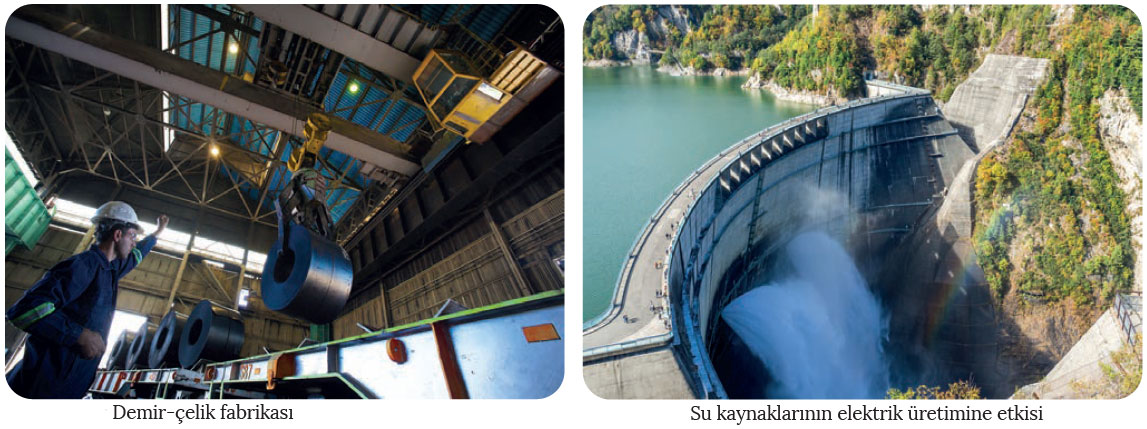 Demir-çelik fabrikası
Su kaynaklarının elektrik üretimine etkisi